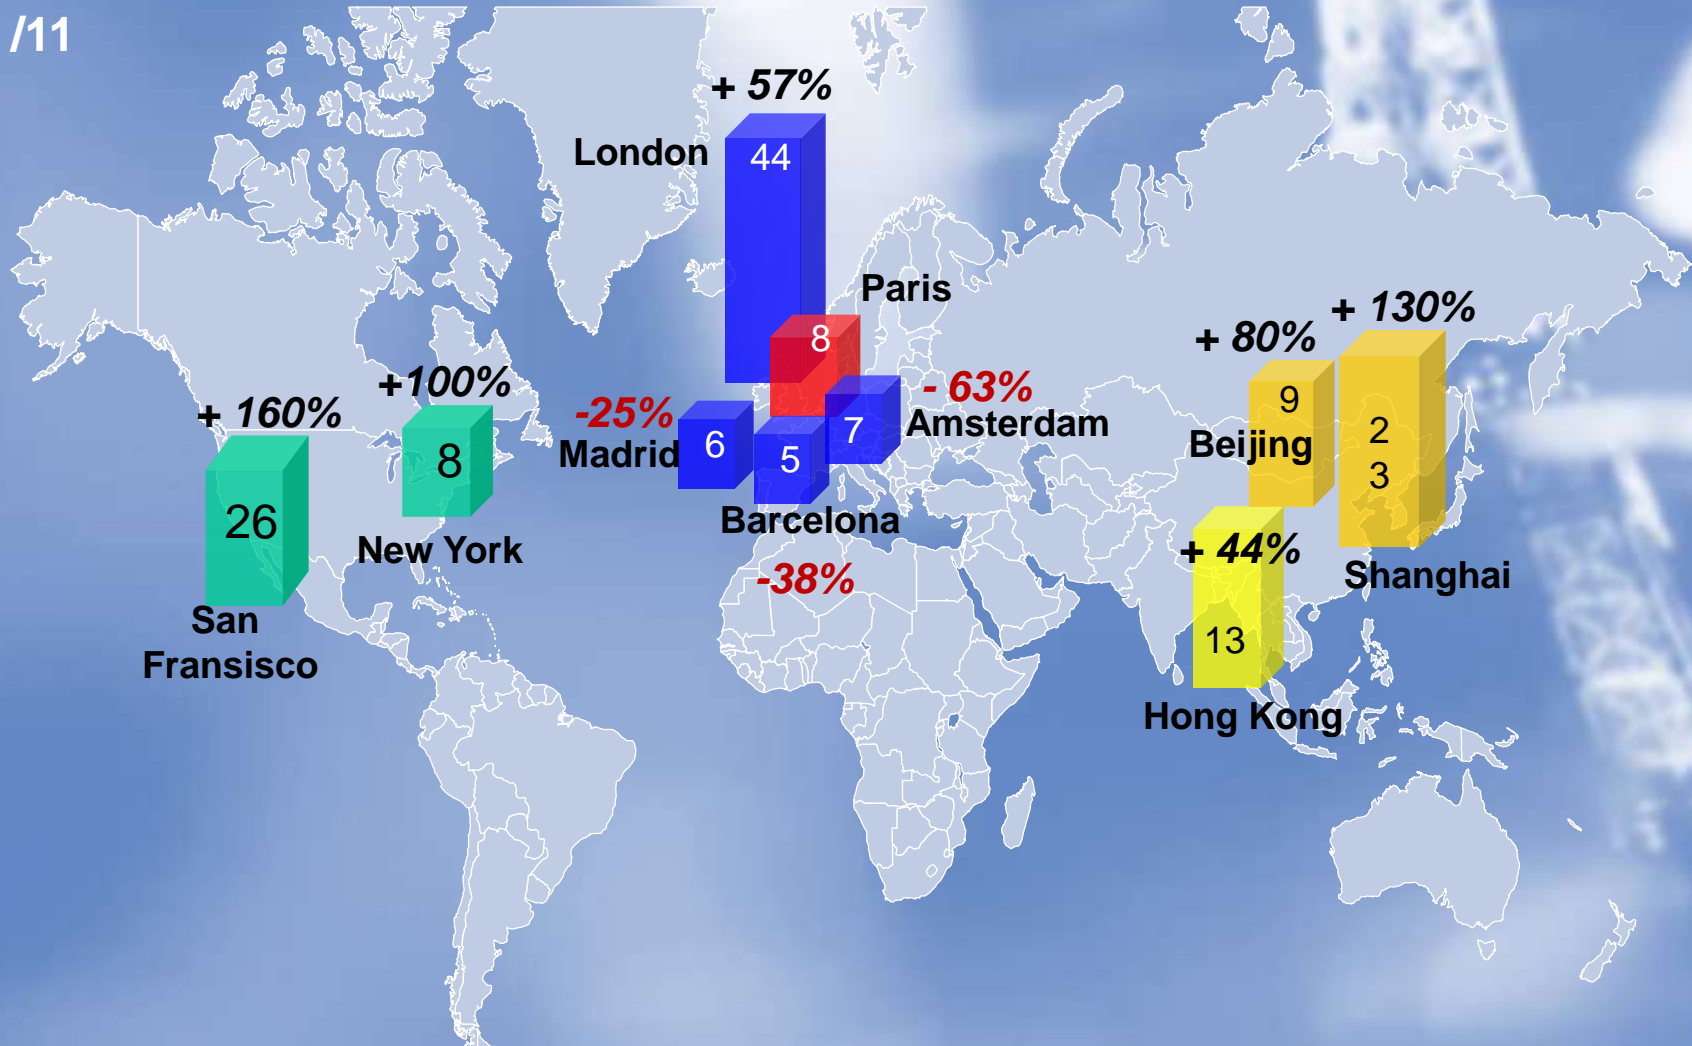 /11
+ 57%
London
44
Paris
8
+ 130%
+ 80%
- 63%
+100%
+ 160%
-25%
Amsterdam
9
2
3
Beijing
7
6
5
Madrid
8
26
Barcelona
New York
+ 44%
-38%
Shanghai
13
San
Fransisco
Hong Kong